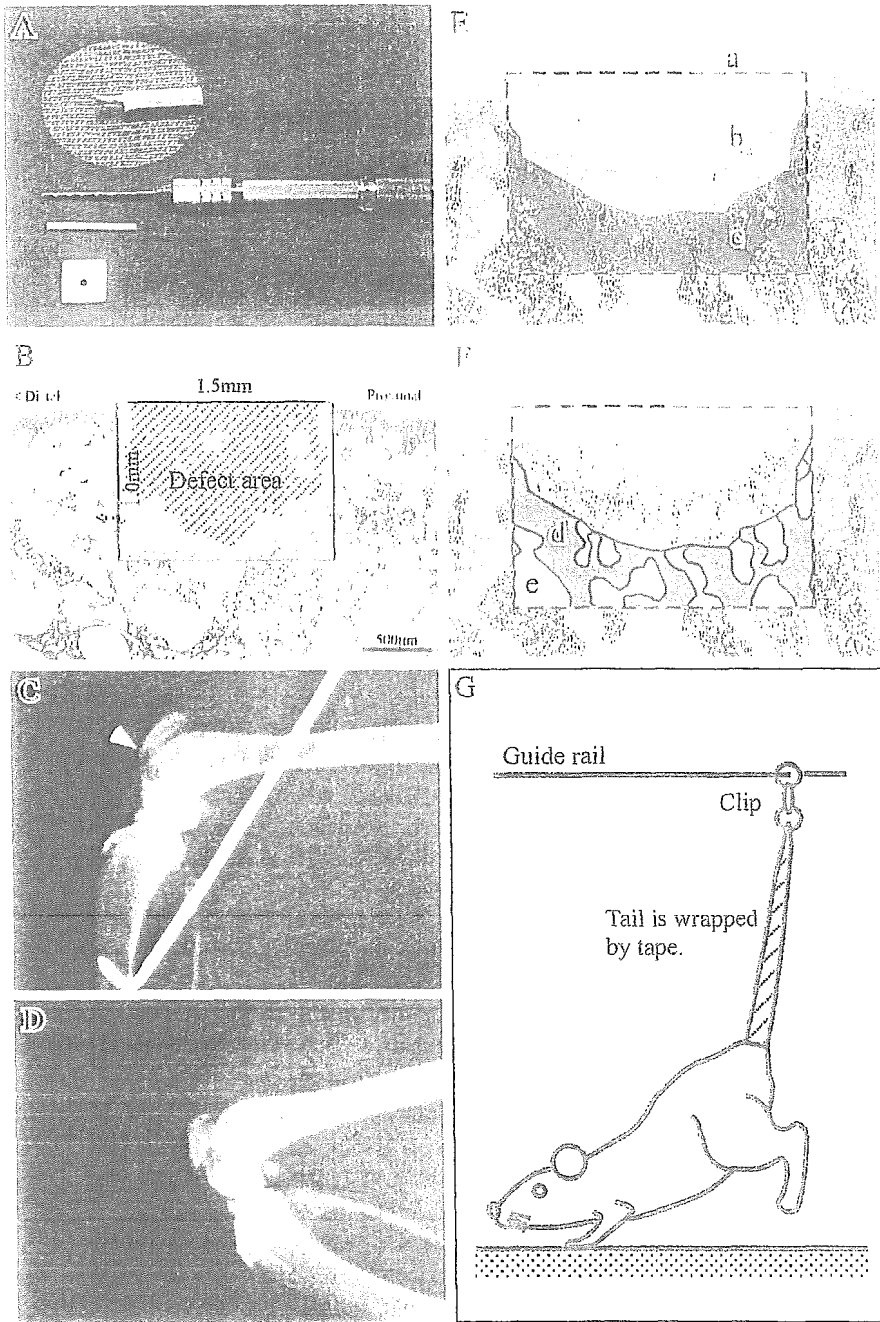 A
B
1.5mm
Defect area
500μm
C
D
E
a
b
c
F
d
e
G
Guide rail
Clip
Tail is wrapped
by tape.